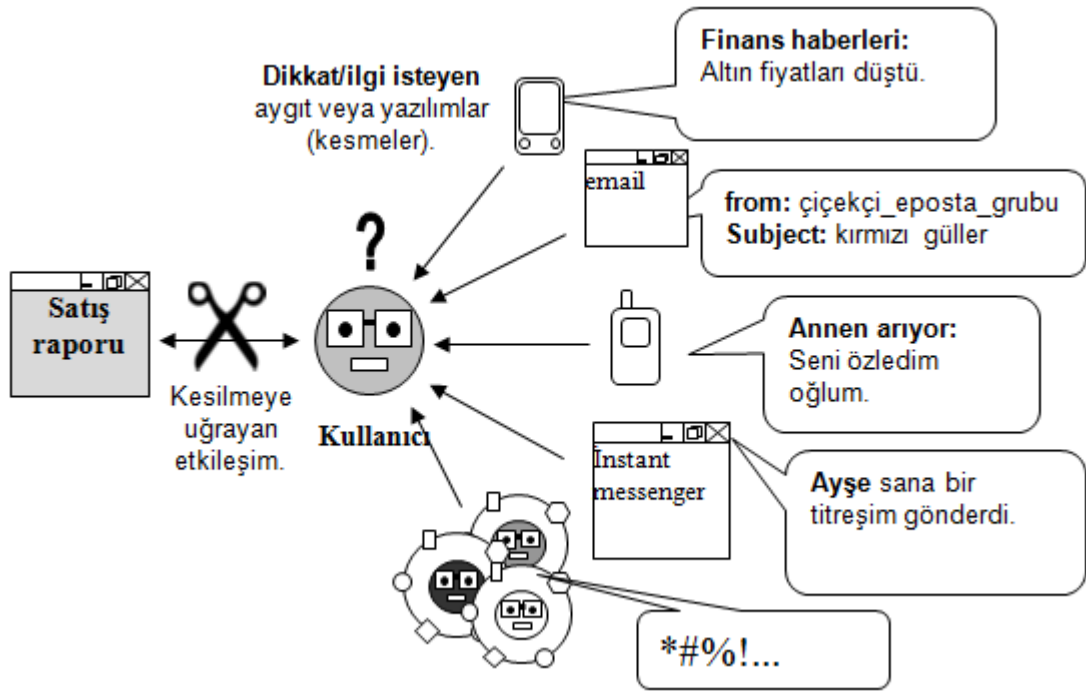 Finans haberleri:
Altın fiyatları düştü.
Dikkat/ilgi isteyen
aygıt veya yazılımlar
(kesmeler).
email
from: çiçekçi_eposta_grubu
Subject: kırmızı güller
?
Satış
raporu
Annen arıyor:
Seni özledim
oğlum.
Kesilmeye
uğrayan
etkileşim.
Kullanıcı
İnstant
messenger
Ayşe sana bir
titreşim gönderdi.
*#%!...